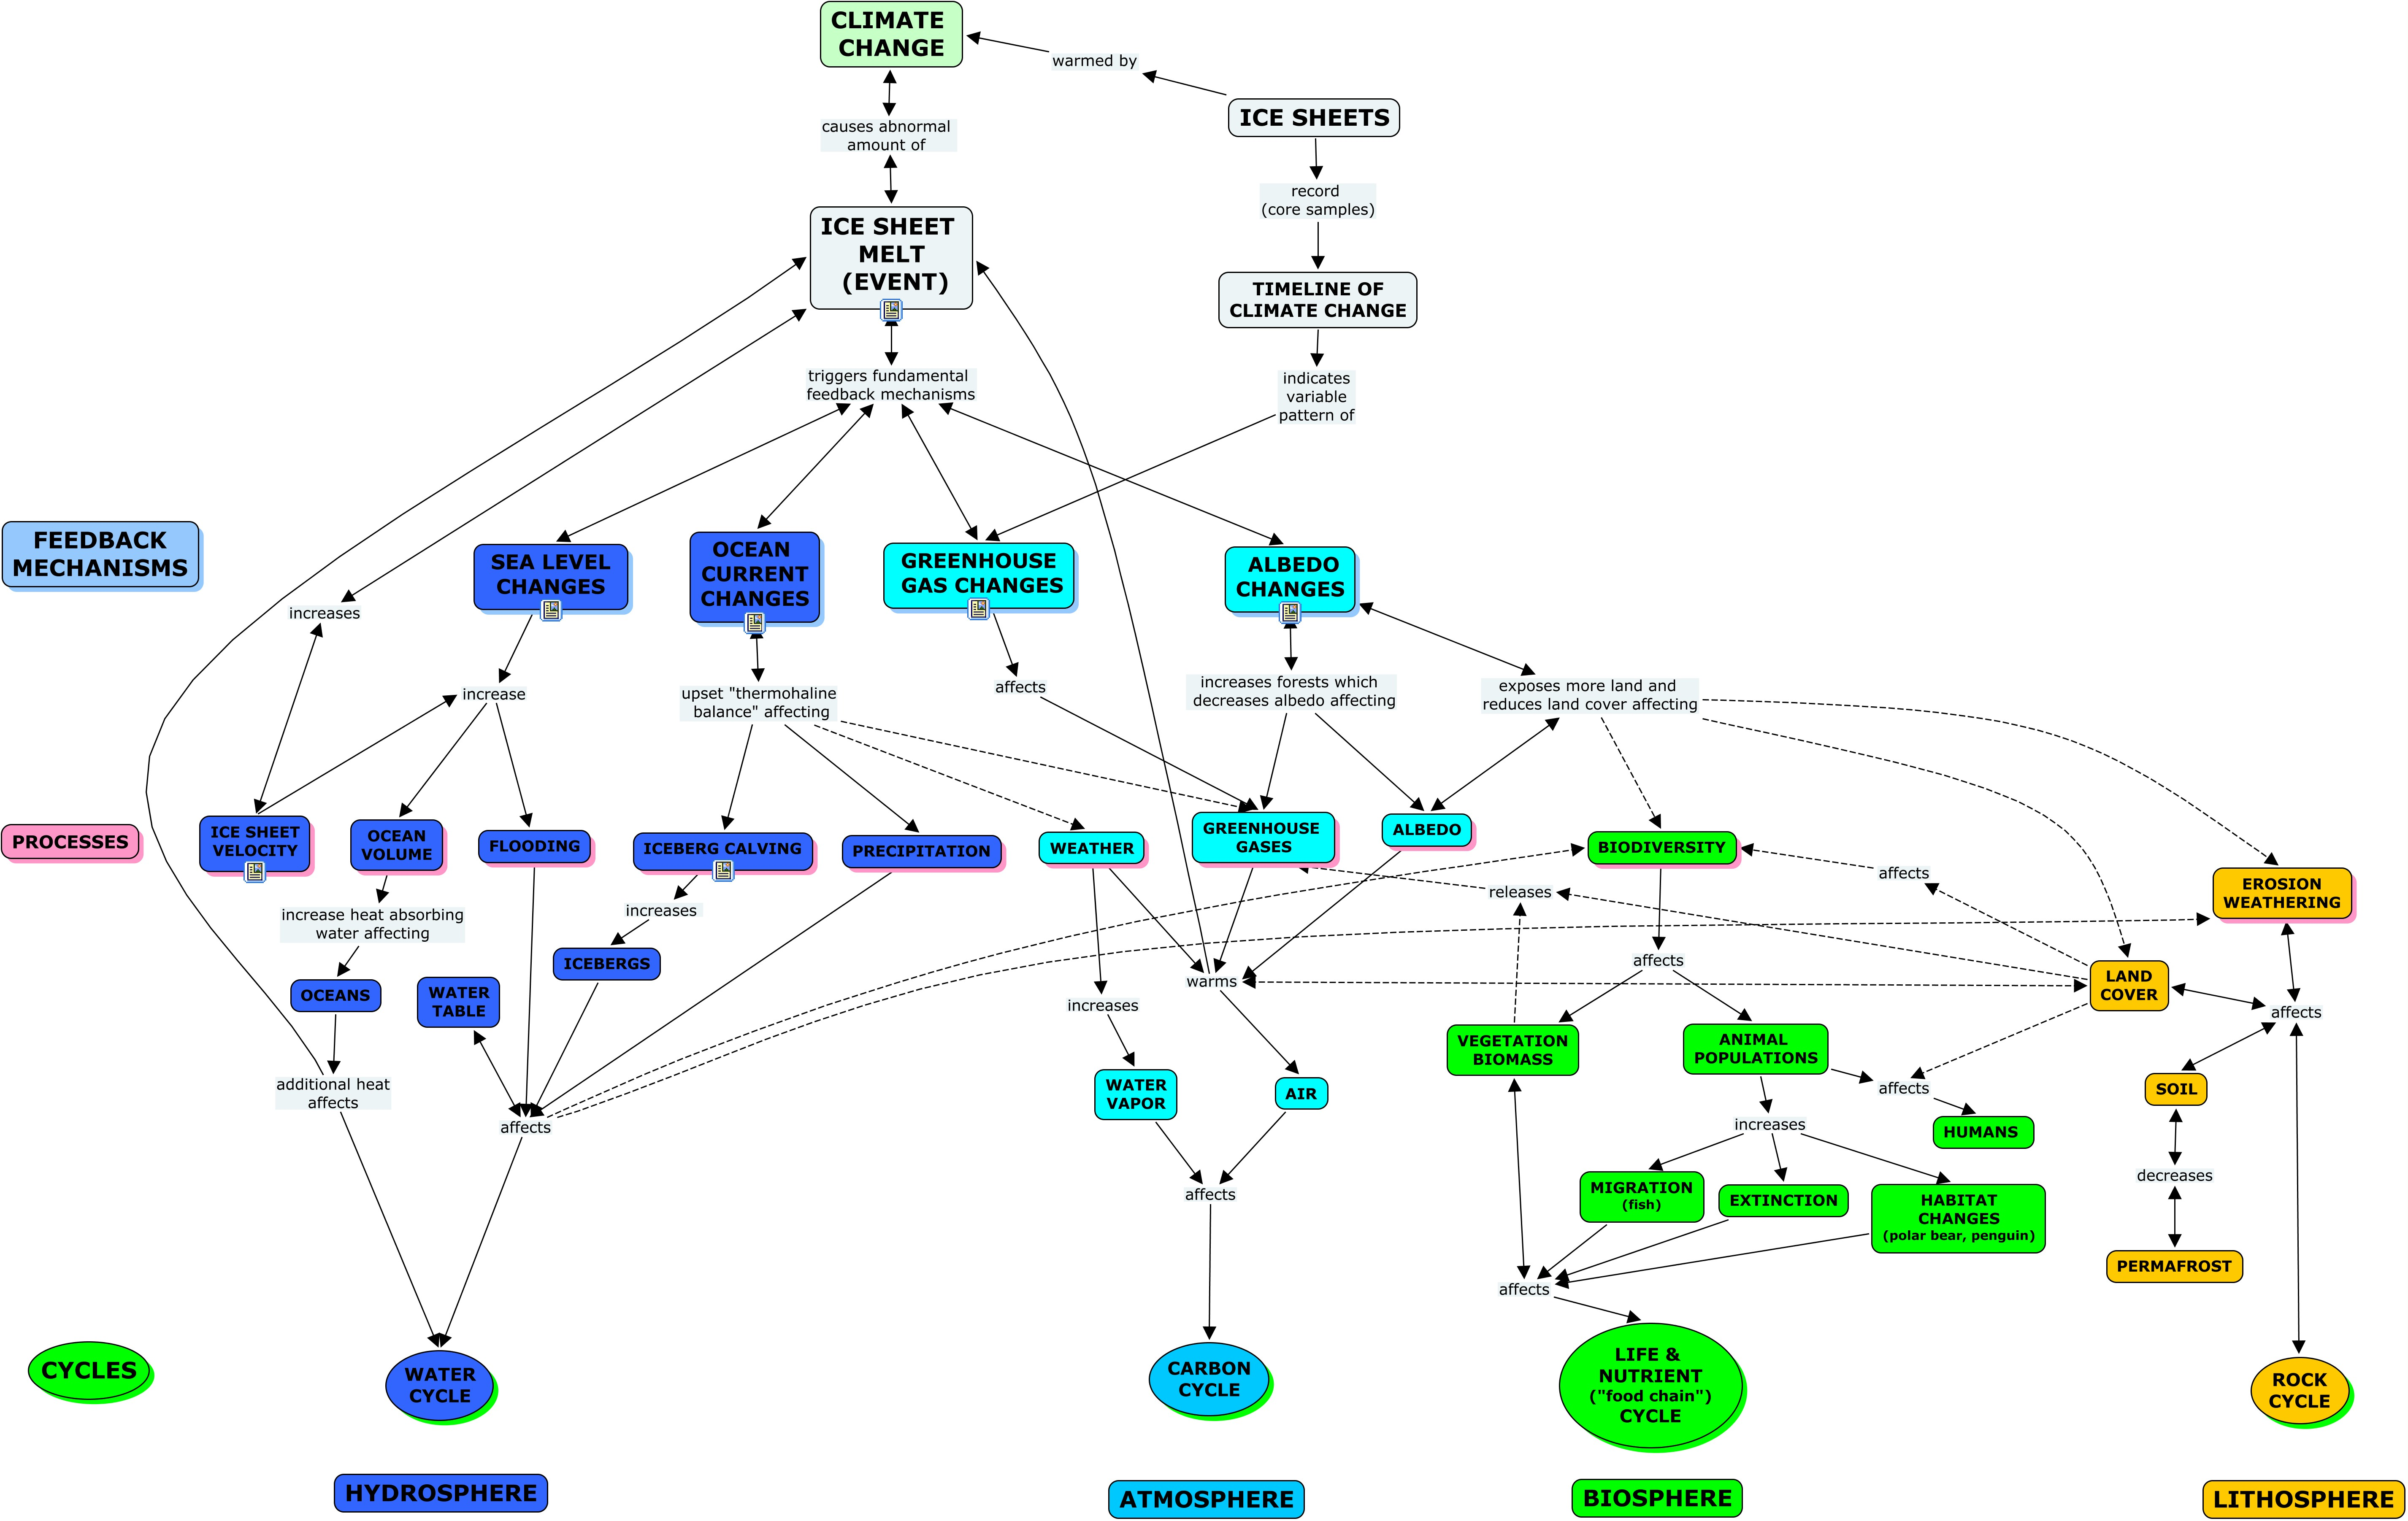 CLIMATE
CHANGE
warmed by
ICE SHEETS
causes abnormal
amount of
record
(core samples)
ICE SHEET
MELT
(EVENT)
TIMELINE OF
CLIMATE CHANGE
triggers fundamental
feedback mechanisms
indicates
variable
pattern of
FEEDBACK
MECHANISMS
increases
SEA LEVEL
CHANGES
OCEAN
CURRENT
CHANGES
GREENHOUSE
GAS CHANGES
ALBEDO
CHANGES
increase
upset "thermohaline
balance" affecting
affects
increases forests which
decreases albedo affecting
exposes more land and
reduces land cover affecting
PROCESSES
ICE SHEET
VELOCITY
OCEAN
VOLUME
FLOODING
ICEBERG CALVING
PRECIPITATION
WEATHER
GREENHOUSE
GASES
ALBEDO
BIODIVERSITY
affects
EROSION
WEATHERING
increase heat absorbing
water affecting
increases
releases
OCEANS
WATER
TABLE
ICEBERGS
warms
affects
LAND
COVER
increases
affects
VEGETATION
BIOMASS
ANIMAL
POPULATIONS
additional heat
affects
affects
WATER
VAPOR
AIR
affects
SOIL
increases
HUMANS
affects
MIGRATION
(fish)
EXTINCTION
HABITAT
CHANGES
(polar bear, penguin)
decreases
PERMAFROST
affects
CYCLES
WATER
CYCLE
CARBON
CYCLE
LIFE &
NUTRIENT
("food chain")
CYCLE
ROCK
CYCLE
HYDROSPHERE
ATMOSPHERE
BIOSPHERE
LITHOSPHERE